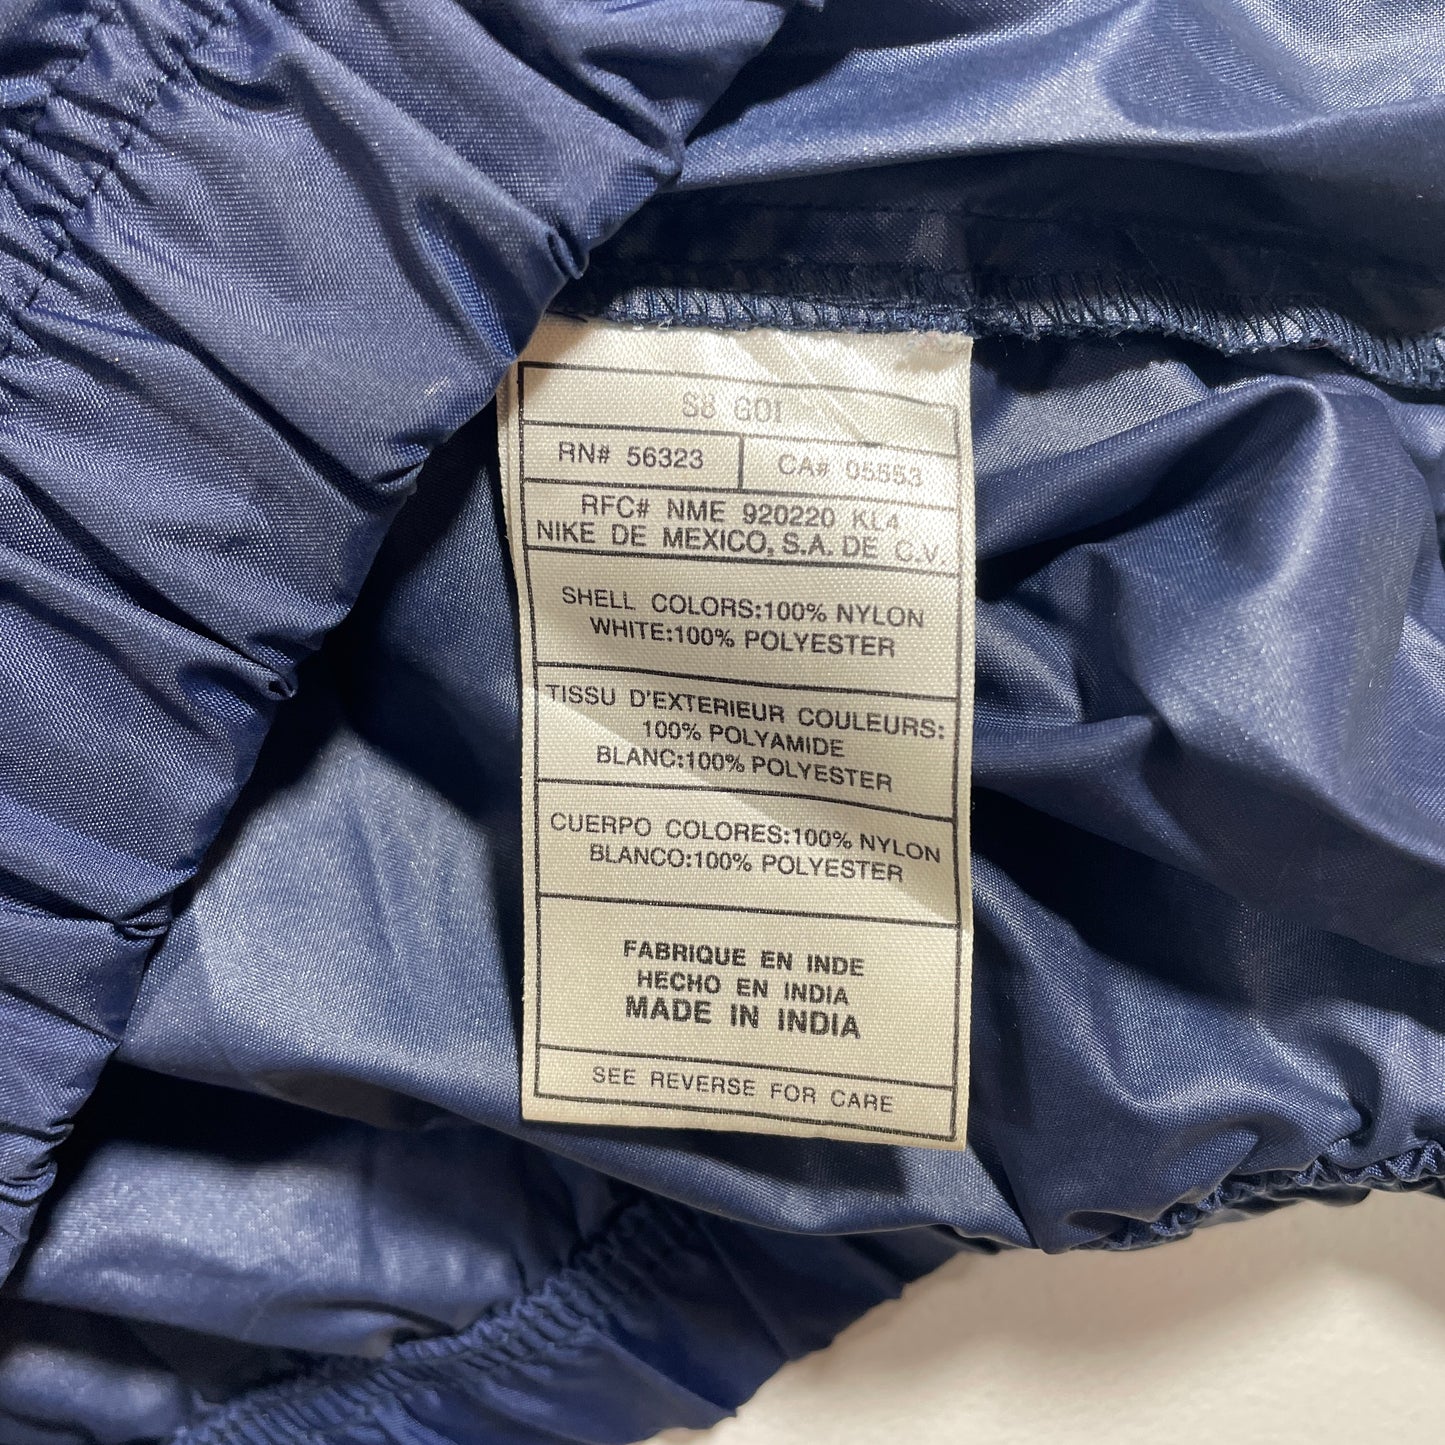 S8 GDI
RN# 56323 CA# 05553
RFC# NME 920220 KL4
NIKE DE MEXICO, S.A. DE C.V.
SHELL COLORS:100% NYLON
WHITE:100% POLYESTER
TISSU D'EXTERIEUR COULEURS:
100% POLYAMIDE
BLANC:100% POLYESTER
CUERPO COLORES:100% NYLON
BLANCO:100% POLYESTER
FABRIQUE EN INDE
HECHO EN INDIA
MADE IN INDIA
SEE REVERSE FOR CARE